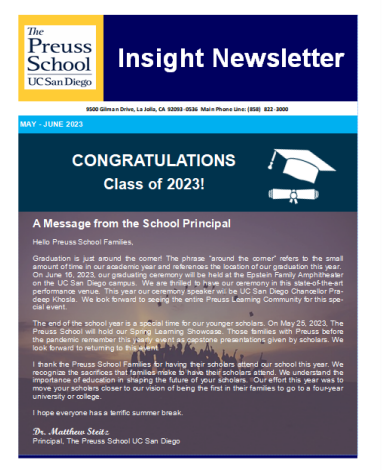 The
Preuss
School
UC San Diego
Insight Newsletter
9500 Gilman Drive, La Jolla, CA 92093-0536 Main Phone Line: (858) 822-3000
MAY - JUNE 2023
CONGRATULATIONS
Class of 2023!
A Message from the School Principal
Hello Preuss School Families,
Graduation is just around the corner! The phrase "around the corner" refers to the small
amount of time in our academic year and references the location of our graduation this year.
On June 16, 2023, our graduating ceremony will be held at the Epstein Family Amphitheater
on the UC San Diego campus. We are thrilled to have our ceremony in this state-of-the-art
performance venue. This year our ceremony speaker will be UC San Diego Chancellor Pra-
deep Khosla. We look forward to seeing the entire Preuss Learning Community for this spe-
cial event.
The end of the school year is a special time for our younger scholars. On May 25, 2023, The
Preuss School will hold our Spring Learning Showcase. Those families with Preuss before
the pandemic remember this yearly event as capstone presentations given by scholars. We
look forward to returning to this event.
I thank the Preuss School Families for having their scholars attend our school this year. We
recognize the sacrifices that families make to have their scholars attend. We understand the
importance of education in shaping the future of your scholars. Our effort this year was to
move your scholars closer to our vision of being the first in their families to go to a four-year
university or college.
I hope everyone has a terrific summer break.
Dr. Matthew Steitz
Principal, The Preuss School UC San Diego